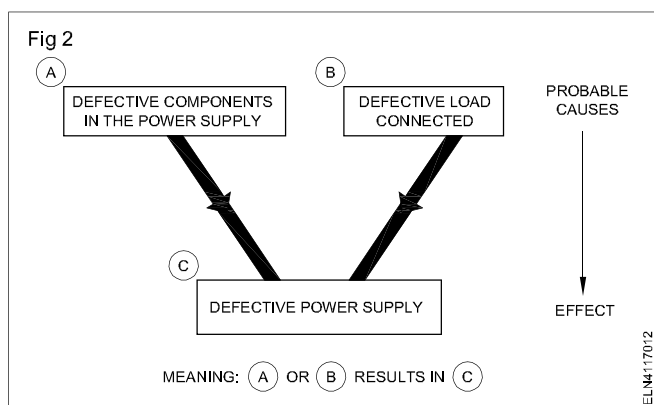 Fig 2
A
DEFECTIVE COMPONENTS
IN THE POWER SUPPLY
B
DEFECTIVE LOAD
CONNECTED
PROBABLE
CAUSES
C
DEFECTIVE POWER SUPPLY
EFFECT
MEANING: A OR B RESULTS IN C
ELN4117012